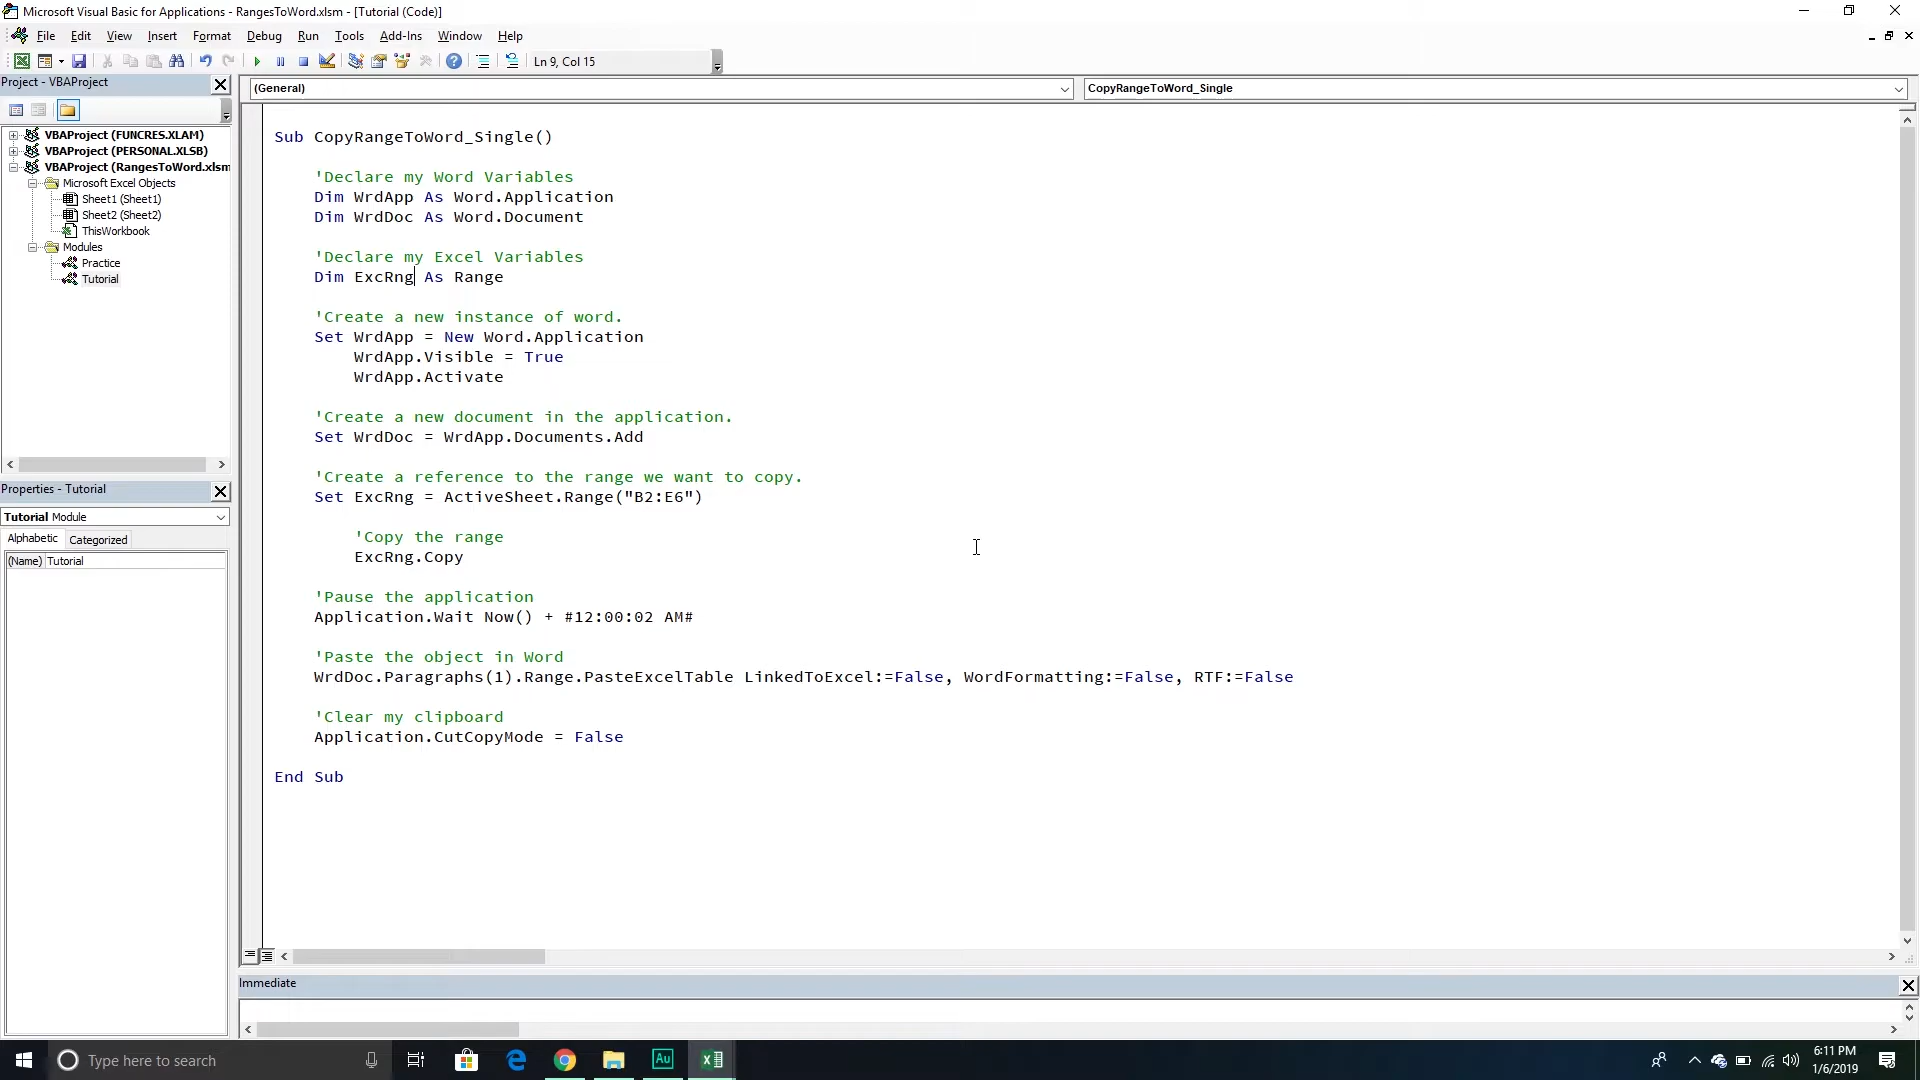 Microsoft Visual Basic for Applications - RangesToWord.xlsm - [Tutorial (Code)]
File Edit View Insert Format Debug Run Tools Add-Ins Window Help
Ln 9, Col 15
Project - VBAProject
(General)
CopyRangeToWord_Single
VBAProject (FUNCRES.XLAM)
VBAProject (PERSONAL.XLSB)
VBAProject (RangesToWord.xlsm
Microsoft Excel Objects
Sheet1 (Sheet1)
Sheet2 (Sheet2)
ThisWorkbook
Modules
Practice
Tutorial
Properties - Tutorial
Tutorial Module
Alphabetic Categorized
(Name) Tutorial
Sub CopyRangeToWord_Single()
'Declare my Word Variables
Dim WrdApp As Word.Application
Dim WrdDoc As Word.Document
'Declare my Excel Variables
Dim ExcRng As Range
'Create a new instance of word.
Set WrdApp = New Word.Application
WrdApp.Visible = True
WrdApp.Activate
'Create a new document in the application.
Set WrdDoc = WrdApp.Documents.Add
'Create a reference to the range we want to copy.
Set ExcRng = ActiveSheet.Range("B2:E6")
'Copy the range
ExcRng.Copy
'Pause the application
Application.Wait Now() + #12:00:02 AM#
'Paste the object in Word
WrdDoc.Paragraphs(1).Range.PasteExcelTable LinkedToExcel:=False, WordFormatting:=False, RTF:=False
'Clear my clipboard
Application.CutCopyMode = False
End Sub
Immediate
Type here to search
Au
6:11 PM
1/6/2019